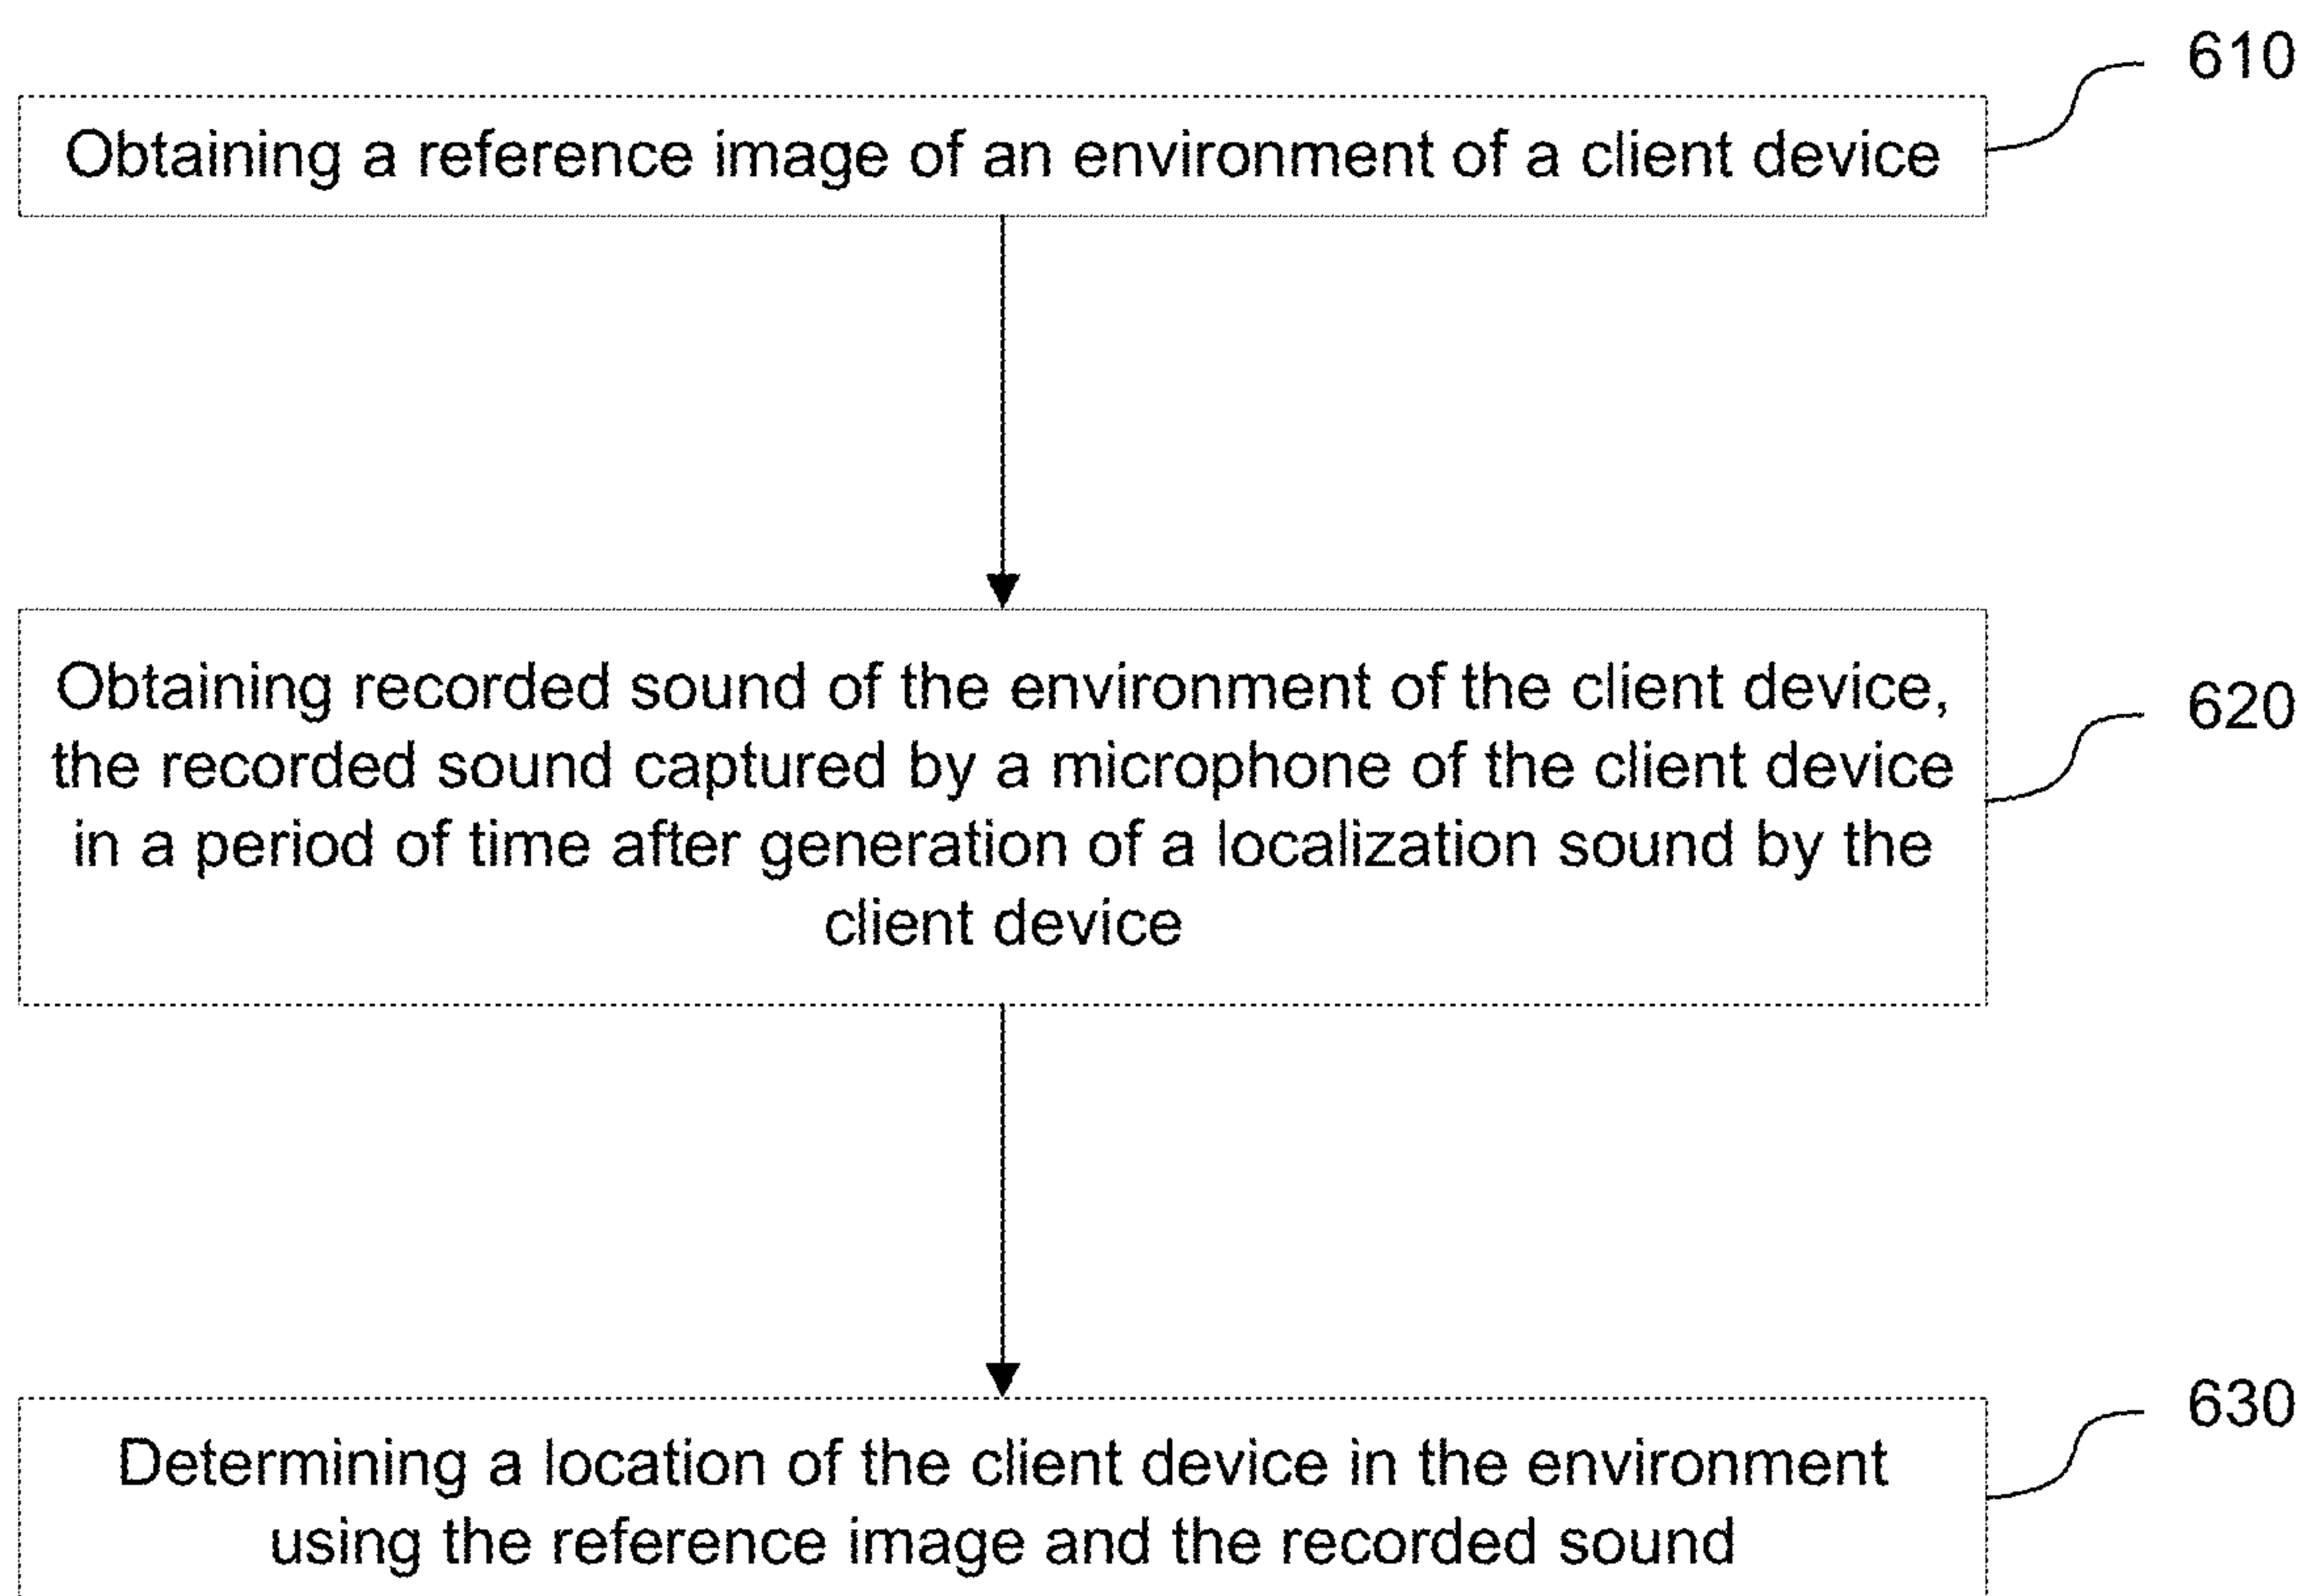 610
Obtaining a reference image of an environment of a client device
Obtaining recorded sound of the environment of the client device,
the recorded sound captured by a microphone of the client device
in a period of time after generation of a localization sound by the
client device
620
630
Determining a location of the client device in the environment
using the reference image and the recorded sound